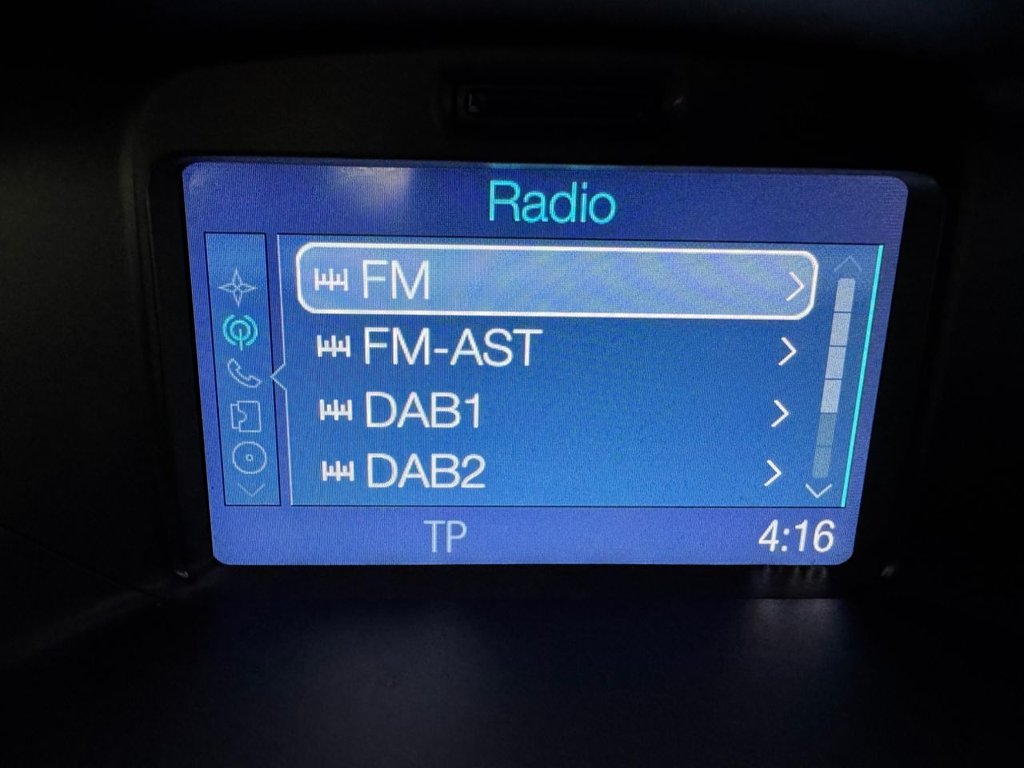 Radio
FM
FM-AST
DAB1
DAB2
TP 4:16